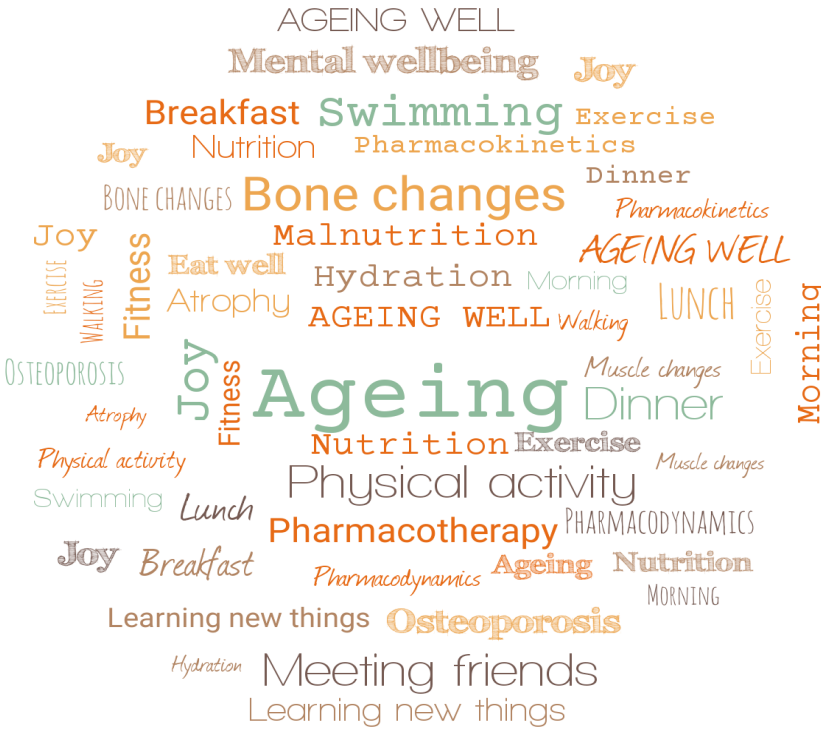 AGEING WELL
Mental wellbeing
Joy
Breakfast
Swimming
Exercise
Joy
Nutrition
Pharmacokinetics
Dinner
Bone changes
Bone changes
Pharmacokinetics
Joy
Fitness
Malnutrition
AGEING WELL
Exercise
Walking
Eat well
Hydration
Morning
Atrophy
AGEING WELL
Walking
Lunch
Exercise
Morning
Osteoporosis
Joy
Fitness
Ageing
Muscle changes
Dinner
Atrophy
Nutrition
Exercise
Physical activity
Muscle changes
Physical activity
Swimming
Lunch
Pharmacotherapy
Pharmacodynamics
Joy
Breakfast
Pharmacodynamics
Ageing
Nutrition
Morning
Learning new things
Osteoporosis
Hydration
Meeting friends
Learning new things